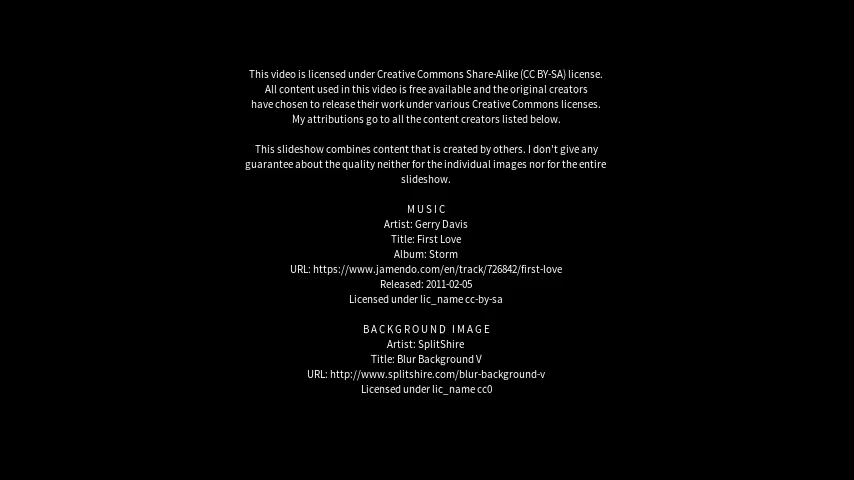 This video is licensed under Creative Commons Share-Alike (CC BY-SA) license.
All content used in this video is free available and the original creators
have chosen to release their work under various Creative Commons licenses.
My attributions go to all the content creators listed below.
This slideshow combines content that is created by others. I don't give any
guarantee about the quality neither for the individual images nor for the entire
slideshow.
MUSIC
Artist: Gerry Davis
Title: First Love
Album: Storm
URL: https://www.jamendo.com/en/track/726842/first-love
Released: 2011-02-05
Licensed under lic_name cc-by-sa
BACKGROUND IMAGE
Artist: SplitShire
Title: Blur Background V
URL: http://www.splitshire.com/blur-background-v
Licensed under lic_name cc0